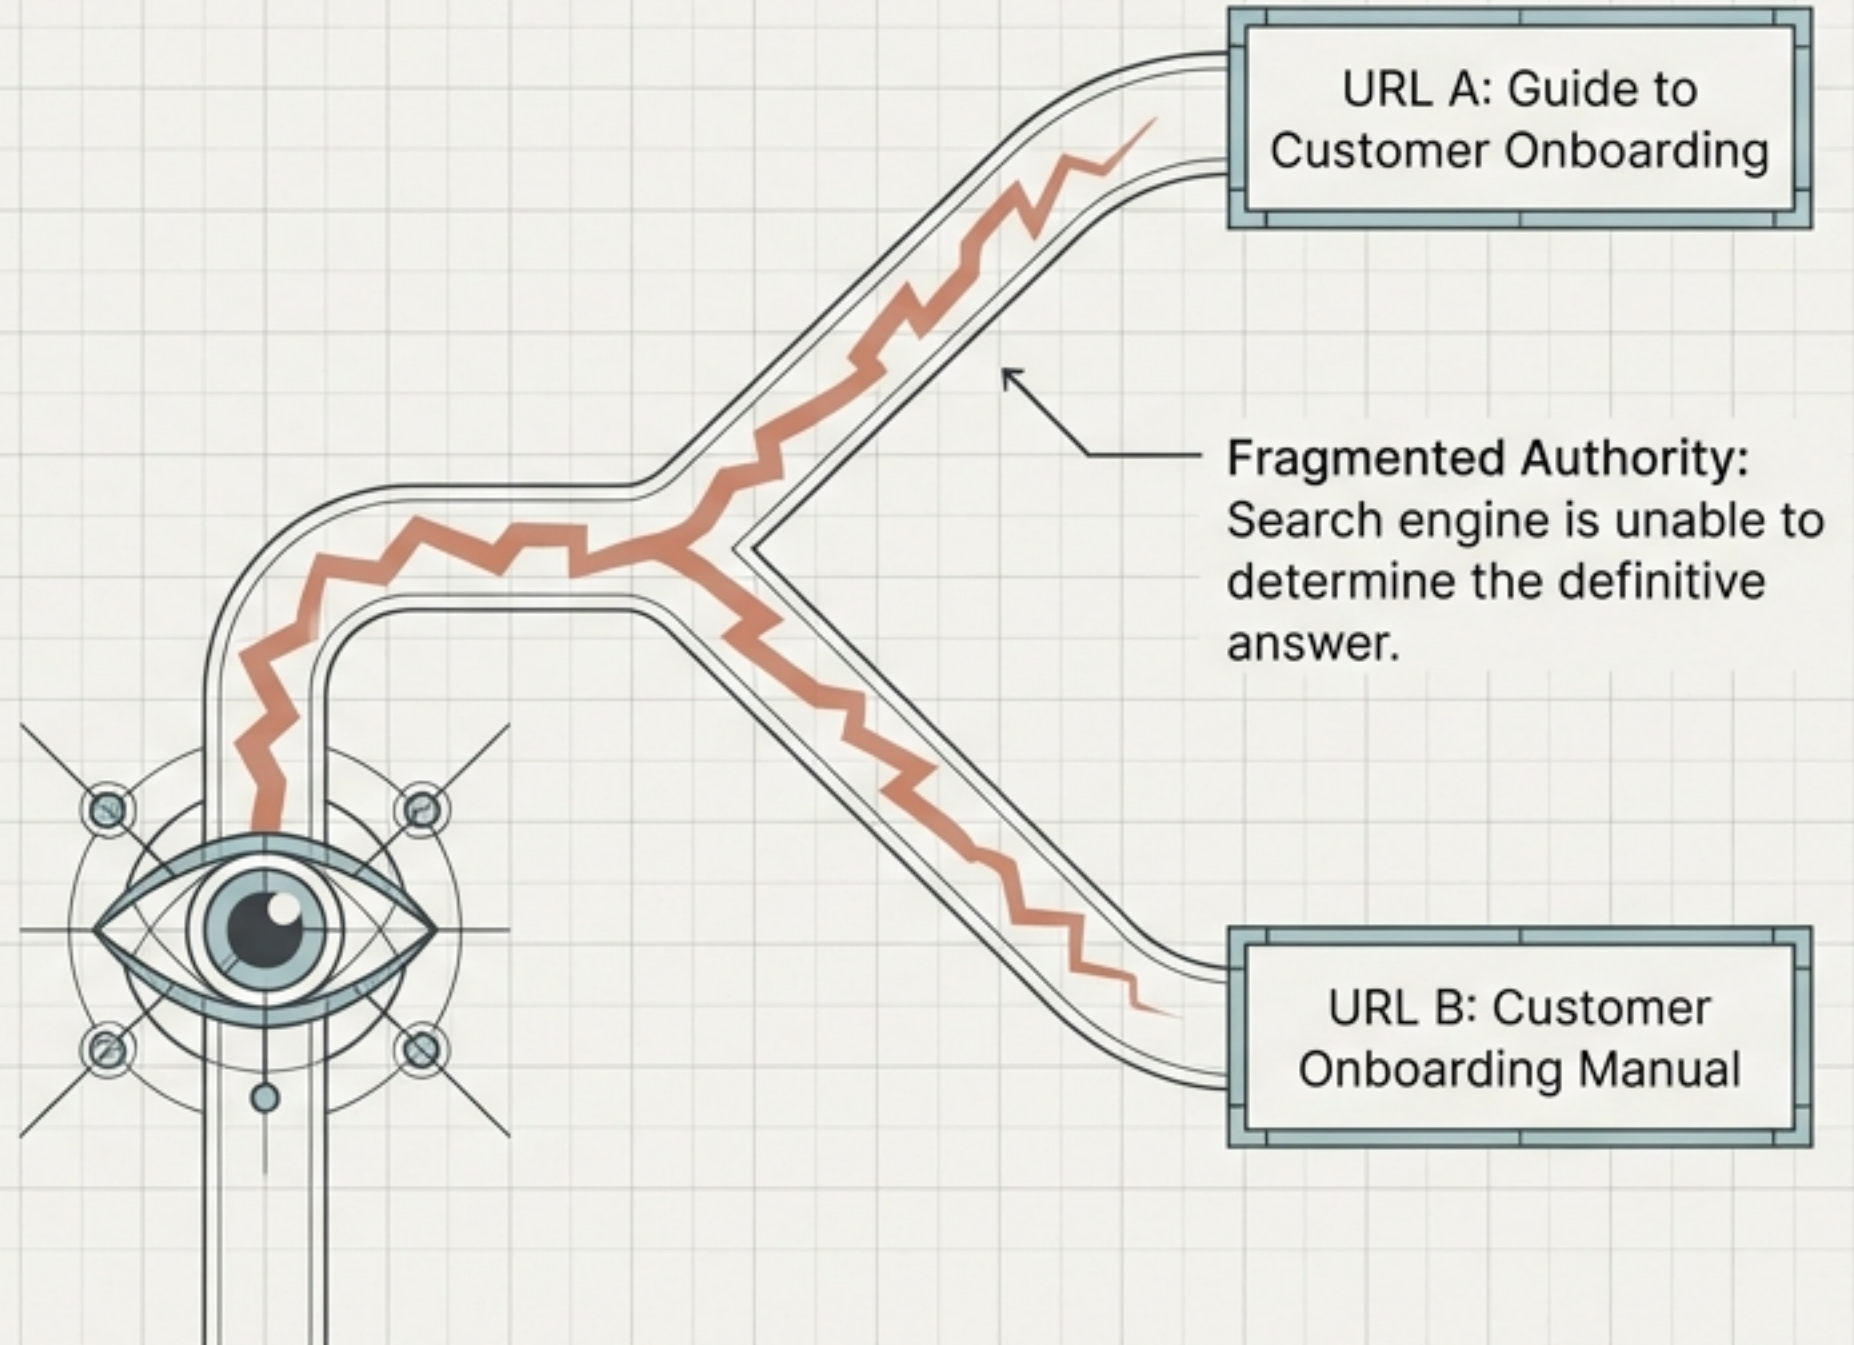 URL A: Guide to
Customer Onboarding
Fragmented Authority:
Search engine is unable to
determine the definitive
answer.
URL B: Customer
Onboarding Manual